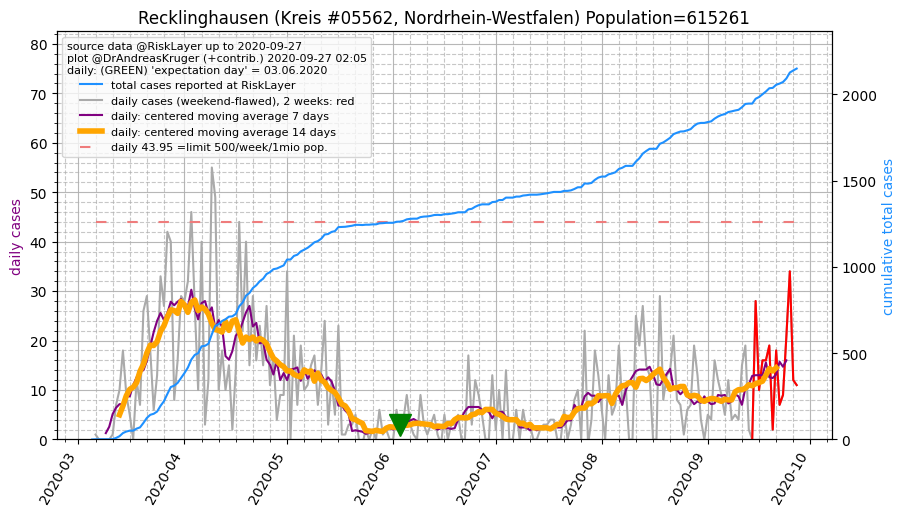 Recklinghausen (Kreis #05562, Nordrhein-Westfalen) Population=615261
source data @RiskLayer up to 2020-09-27
plot @DrAndreasKruger (+contrib.) 2020-09-27 02:05
daily: (GREEN) 'expectation day' = 03.06.2020
total cases reported at RiskLayer
daily cases (weekend-flawed), 2 weeks: red
daily: centered moving average 7 days
daily: centered moving average 14 days
daily 43.95 =limit 500/week/1mio pop.
daily cases
80
70
60
50
40
30
20
10
0
cumulative total cases
2000
1500
1000
500
0
2020-03
2020-04
2020-05
2020-06
2020-07
2020-08
2020-09
2020-10